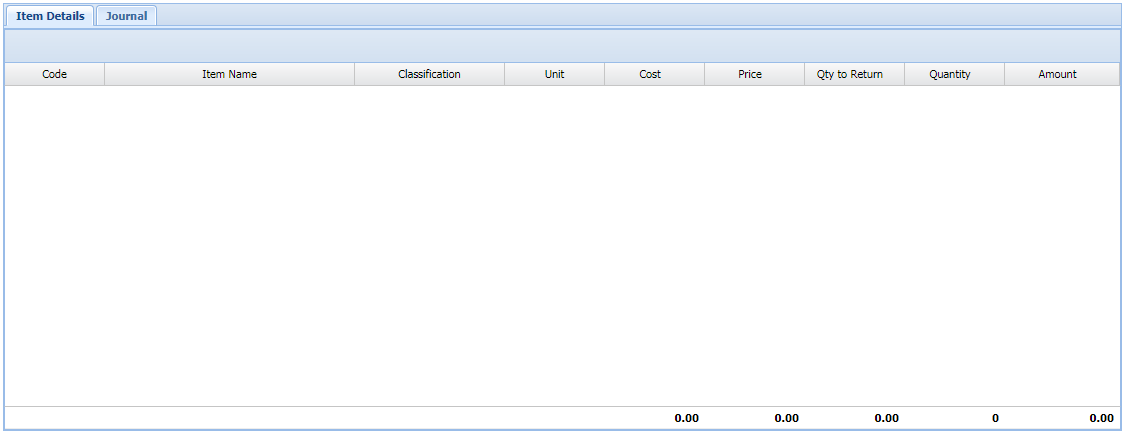 Item Details Journal
Code Item Name Classification Unit Cost Price Qty to Return Quantity Amount
0.00 0.00 0.00 0 0.00